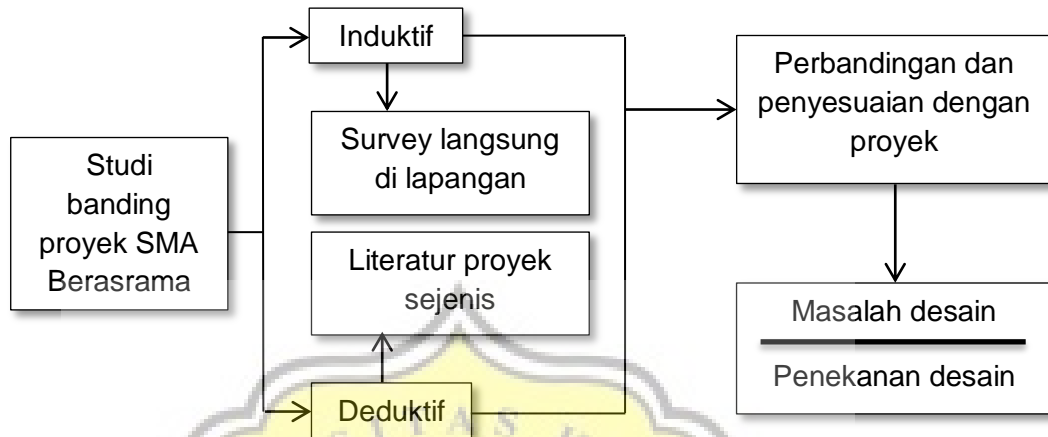 Studi
banding
proyek SMA
Berasrama
Induktif
Survey langsung
di lapangan
Literatur proyek
sejenis
Deduktif
Perbandingan dan
penyesuaian dengan
proyek
Masalah desain
Penekanan desain